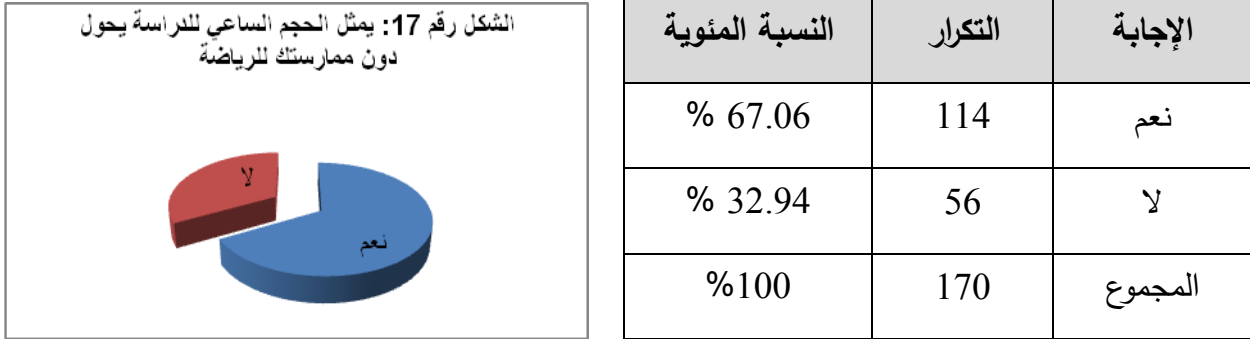 الشكل رقم 17: يمثل الحجم الساعي للدراسة يحول
دون ممارستك للرياضة
لا
نعم
الإجابة التكرار النسبة المئوية
نعم 114 67.06 %
لا 56 32.94 %
المجموع 170 100%